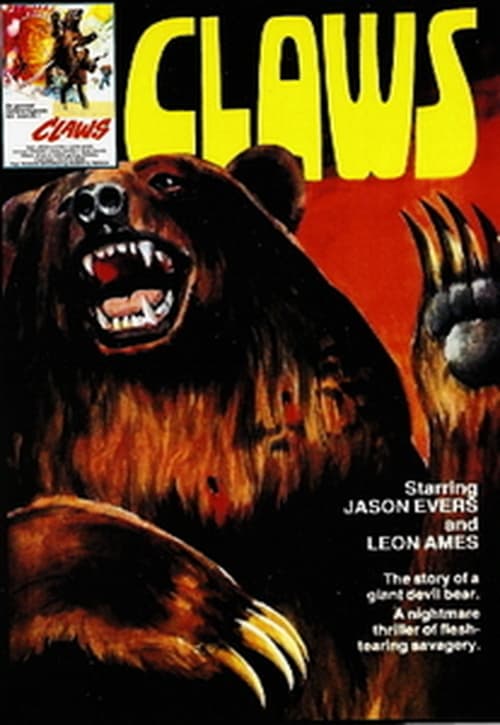 CLAWS
CLAWS
Starring
JASON EVERS
and
LEON AMES
The story of a
giant devil bear.
A nightmare
thriller of flesh-
tearing savagery.